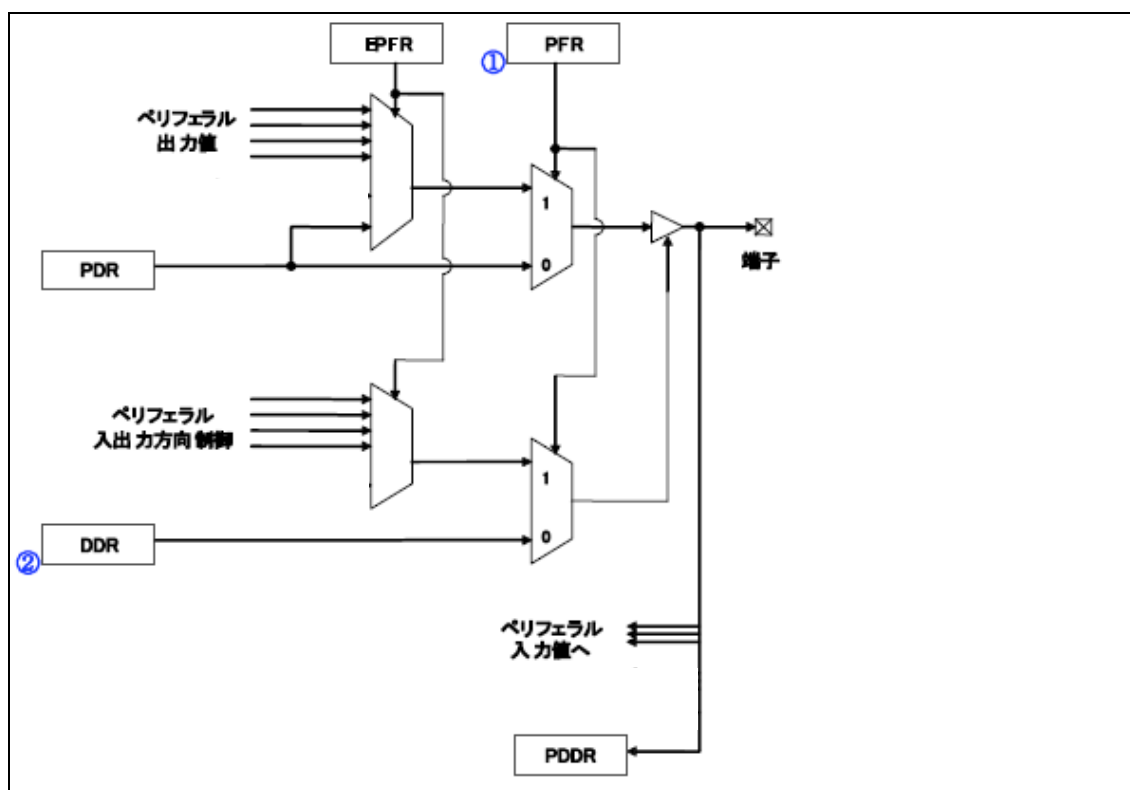 EPFR
① PFR
ペリフェラル
出力値
1
0
PDR
端子
ペリフェラル
入出力方向制御
1
0
② DDR
ペリフェラル
入力値へ
PDDR